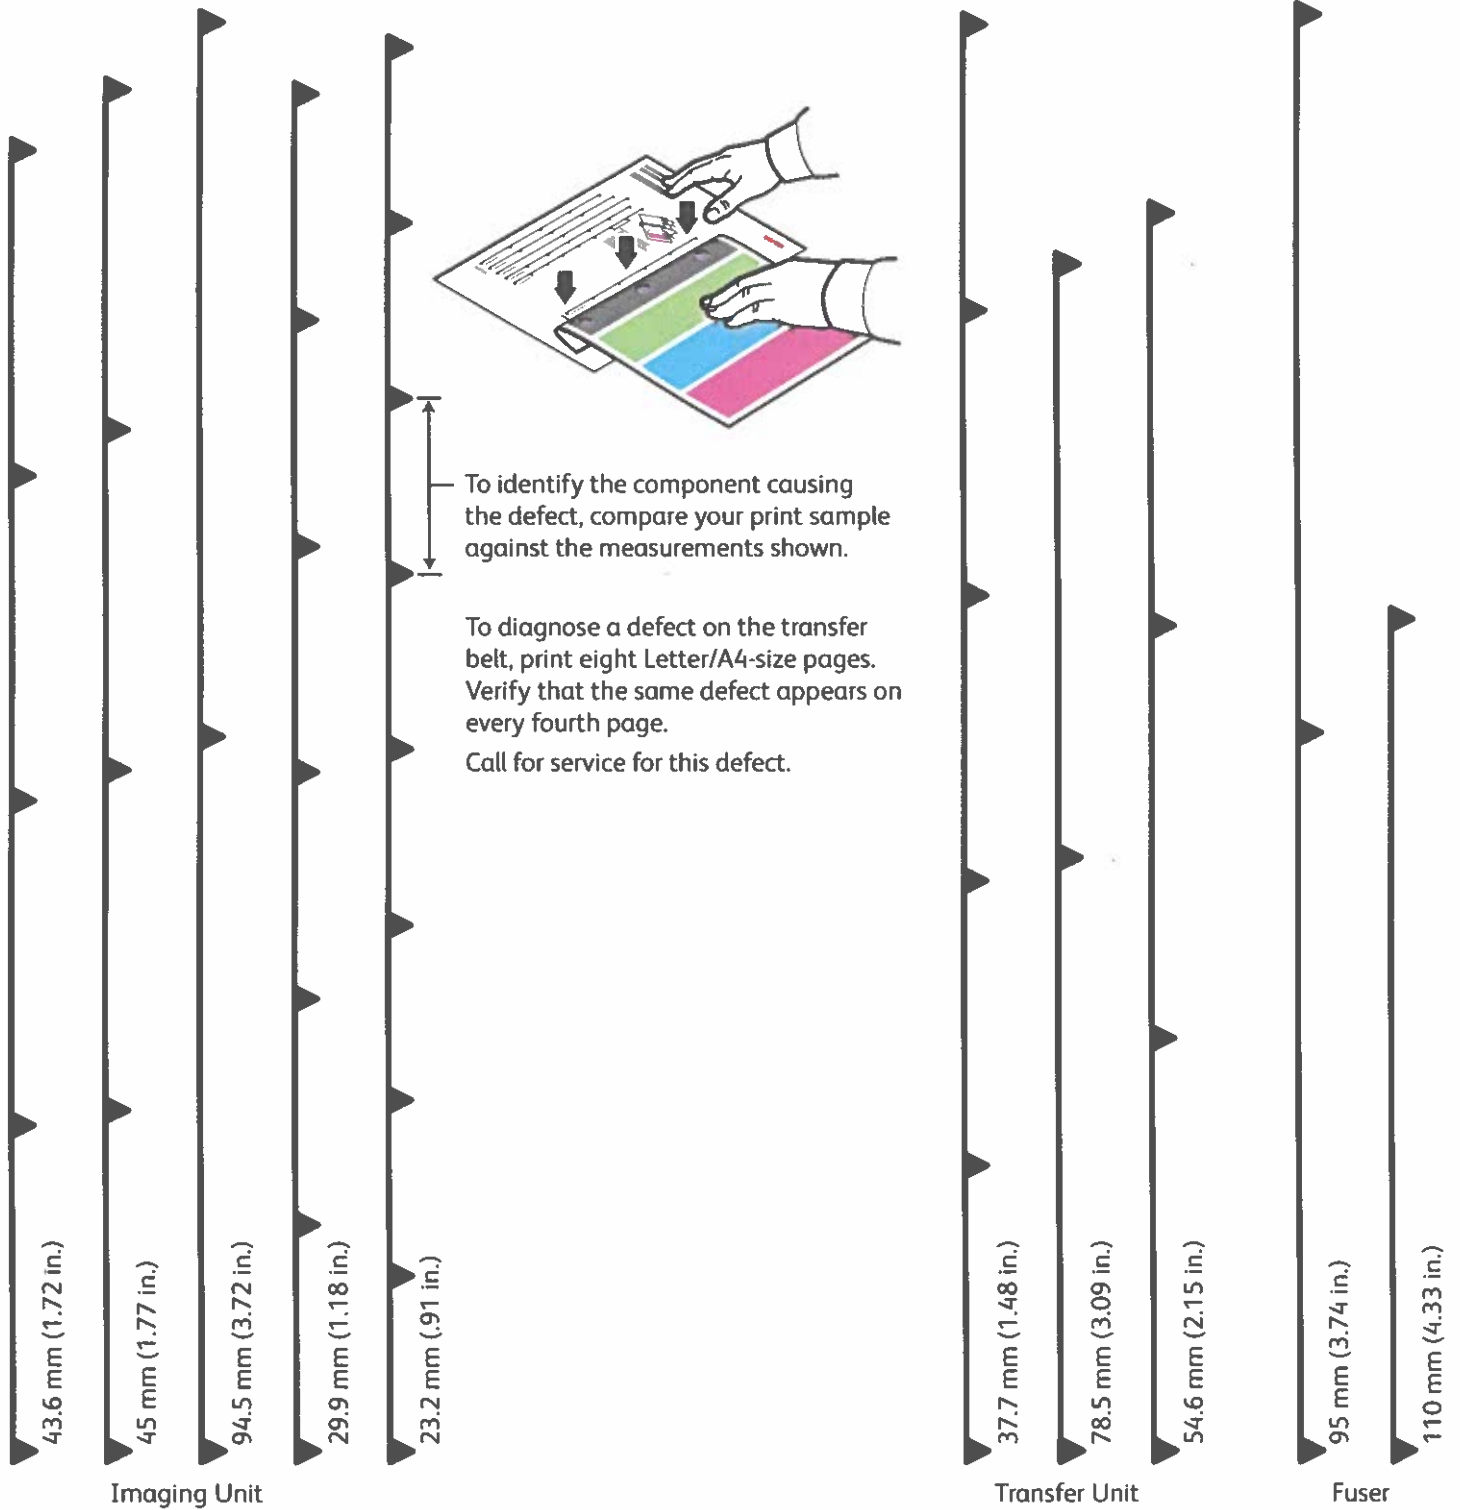 To identify the component causing
the defect, compare your print sample
against the measurements shown.
To diagnose a defect on the transfer
belt, print eight Letter/A4-size pages.
Verify that the same defect appears on
every fourth page.
Call for service for this defect.
43.6 mm (1.72 in.)
45 mm (1.77 in.)
94.5 mm (3.72 in.)
29.9 mm (1.18 in.)
23.2 mm (.91 in.)
37.7 mm (1.48 in.)
78.5 mm (3.09 in.)
54.6 mm (2.15 in.)
95 mm (3.74 in.)
110 mm (4.33 in.)
Imaging Unit
Transfer Unit
Fuser